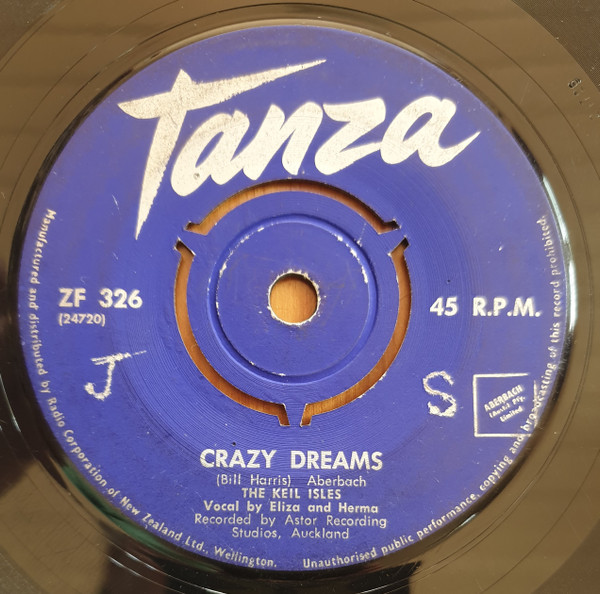 Tanza
ZF 326
(24720)
45 R.P.M.
J
S
ABERBACH
(Aust.) Pty.
Limited
CRAZY DREAMS
(Bill Harris) Aberbach
THE KEIL ISLES
Vocal by Eliza and Herma
Recorded by Astor Recording
Studios, Auckland
Manufactured and distributed by Radio Corporation of New Zealand Ltd., Wellington. Unauthorised public performance, copying and broadcasting of this record prohibited.